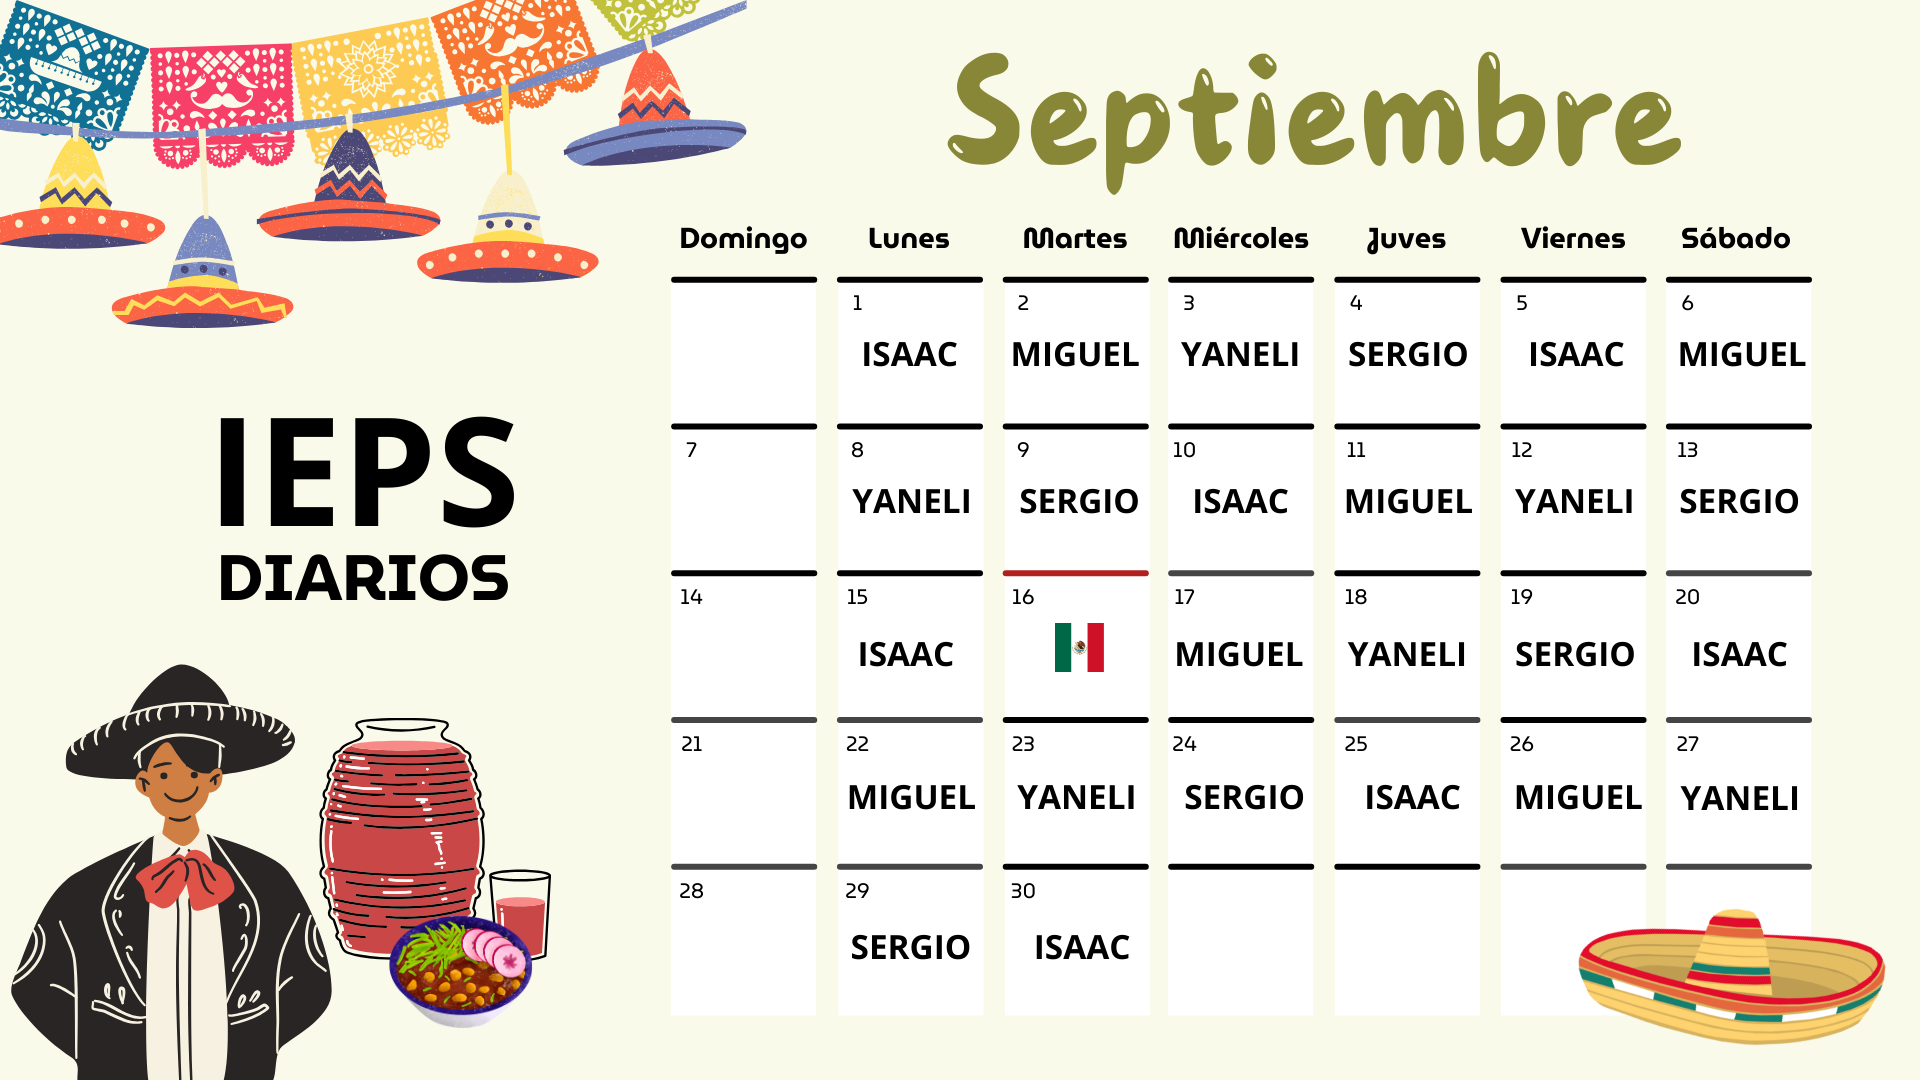 Septiembre
IEPS
DIARIOS
Domingo Lunes Martes Miércoles Juves Viernes Sábado
1 2 3 4 5 6
ISAAC MIGUEL YANELI SERGIO ISAAC MIGUEL
7 8 9 10 11 12 13
YANELI SERGIO ISAAC MIGUEL YANELI SERGIO
14 15 16 17 18 19 20
ISAAC MIGUEL YANELI SERGIO ISAAC
21 22 23 24 25 26 27
MIGUEL YANELI SERGIO ISAAC MIGUEL YANELI
28 29 30
SERGIO ISAAC